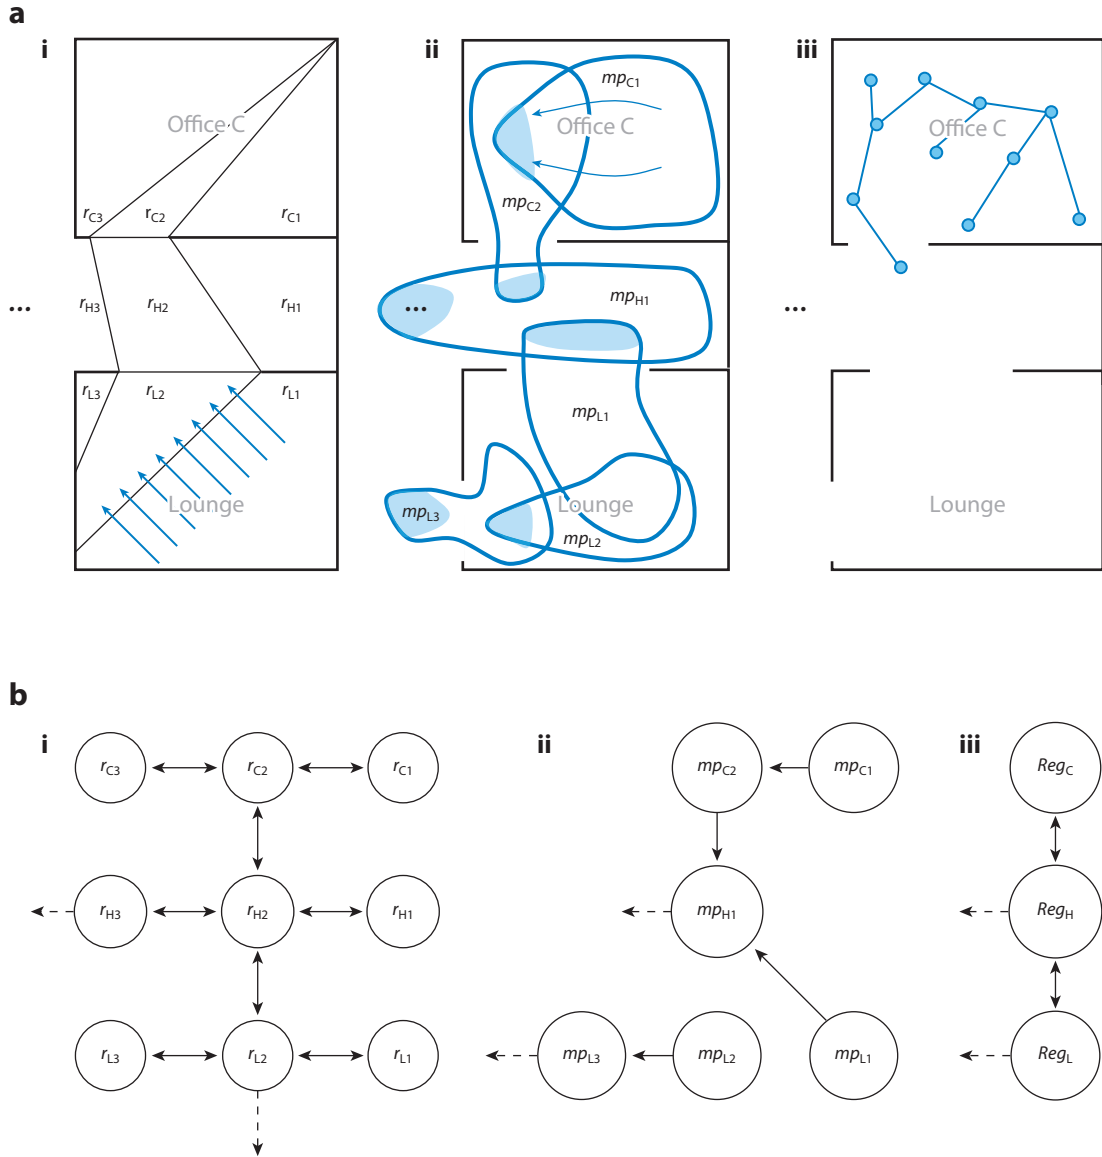 a
i
ii
iii
Office C
r_C3
r_C2
r_C1
...
r_H3
r_H2
r_H1
r_L3
r_L2
r_L1
Lounge
mp_C1
Office C
mp_C2
...
mp_H1
mp_L1
mp_L3
Lounge
mp_L2
Office C
...
Lounge
b
i
ii
iii
r_C3
r_C2
r_C1
r_H3
r_H2
r_H1
r_L3
r_L2
r_L1
mp_C2
mp_C1
mp_H1
mp_L3
mp_L2
mp_L1
Reg_C
Reg_H
Reg_L